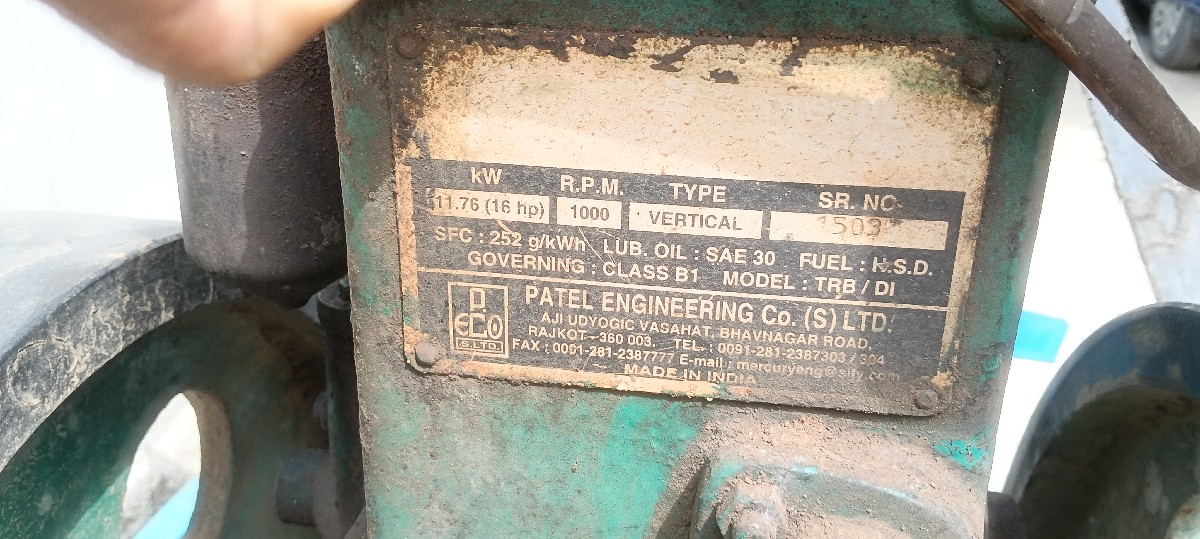 kW R.P.M. TYPE SR. NO.
11.76 (16 hp) 1000 VERTICAL
SFC : 252 g/kWh LUB. OIL : SAE 30 FUEL : H.S.D.
GOVERNING : CLASS B1 MODEL : TRB / DI
PATEL ENGINEERING Co. (S) LTD.
AJI UDYOGIC VASAHAT, BHAVNAGAR ROAD,
RAJKOT - 360 003. TEL.: 0091-281-2387303 / 304
FAX : 0091-281-2387777 E-mail : mercuryeng@sify.com
MADE IN INDIA
(S) LTD.